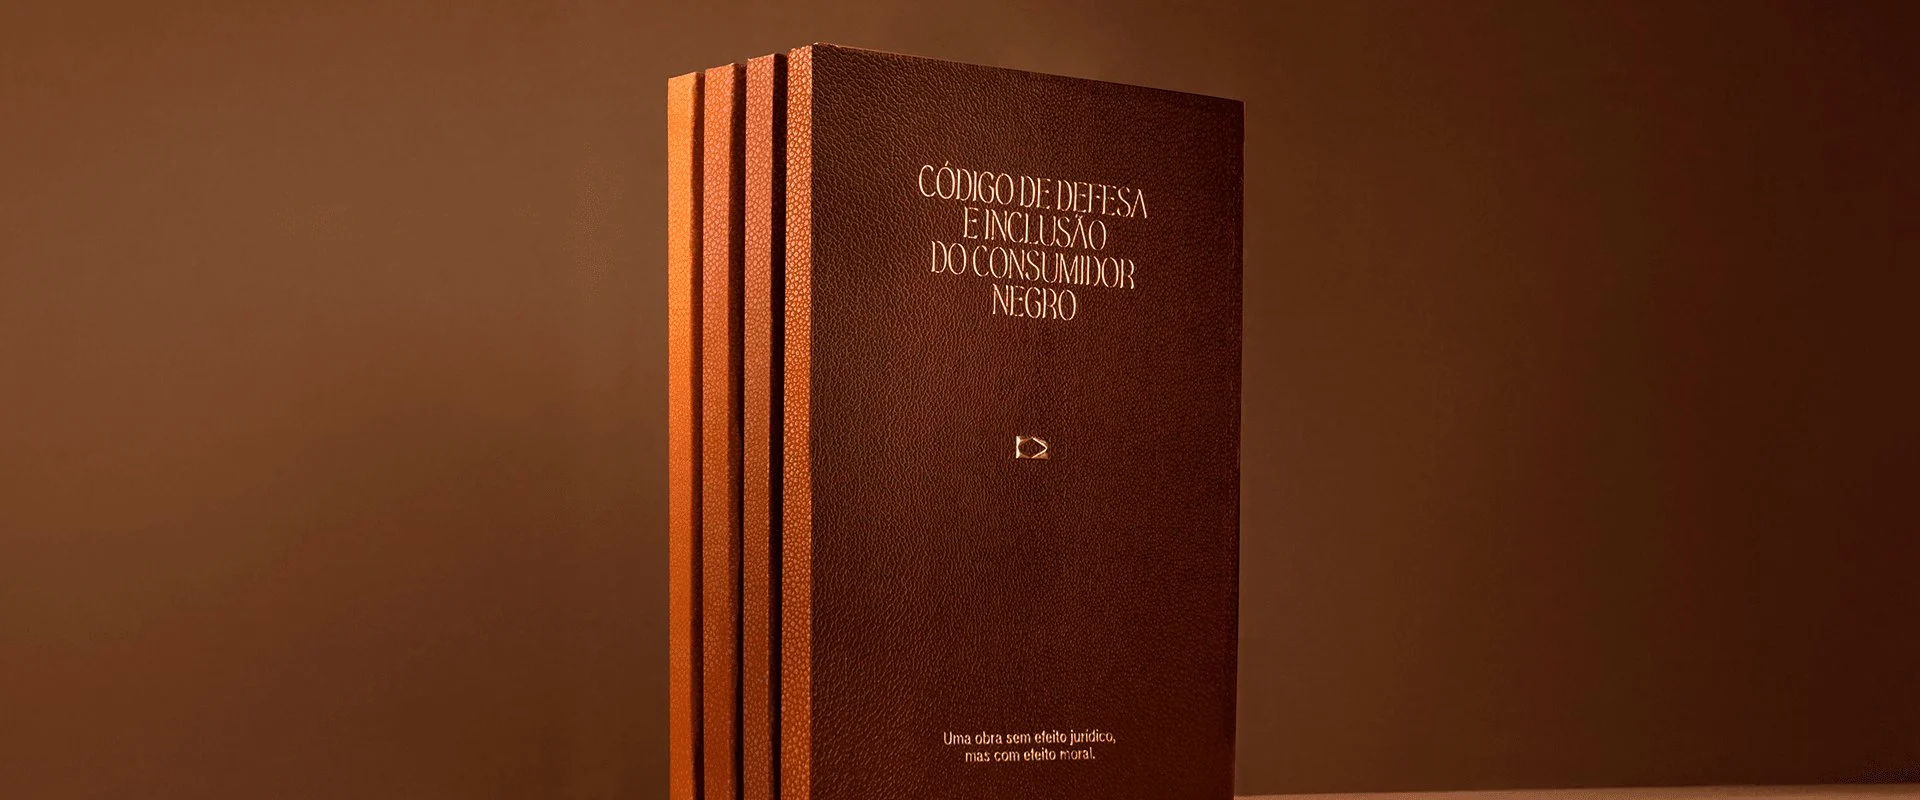 CÓDIGO DE DEFESA
E INCLUSÃO
DO CONSUMIDOR
NEGRO
Uma obra sem efeito jurídico,
mas com efeito moral.